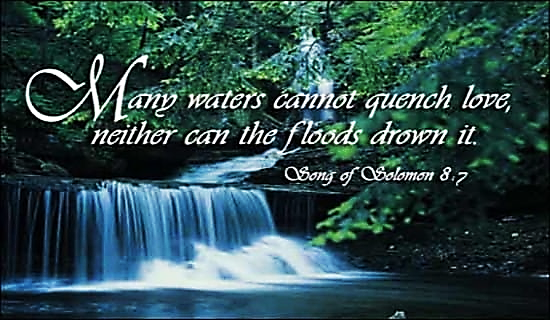 Many waters cannot quench love,
neither can the floods drown it.
Song of Solomon 8:7